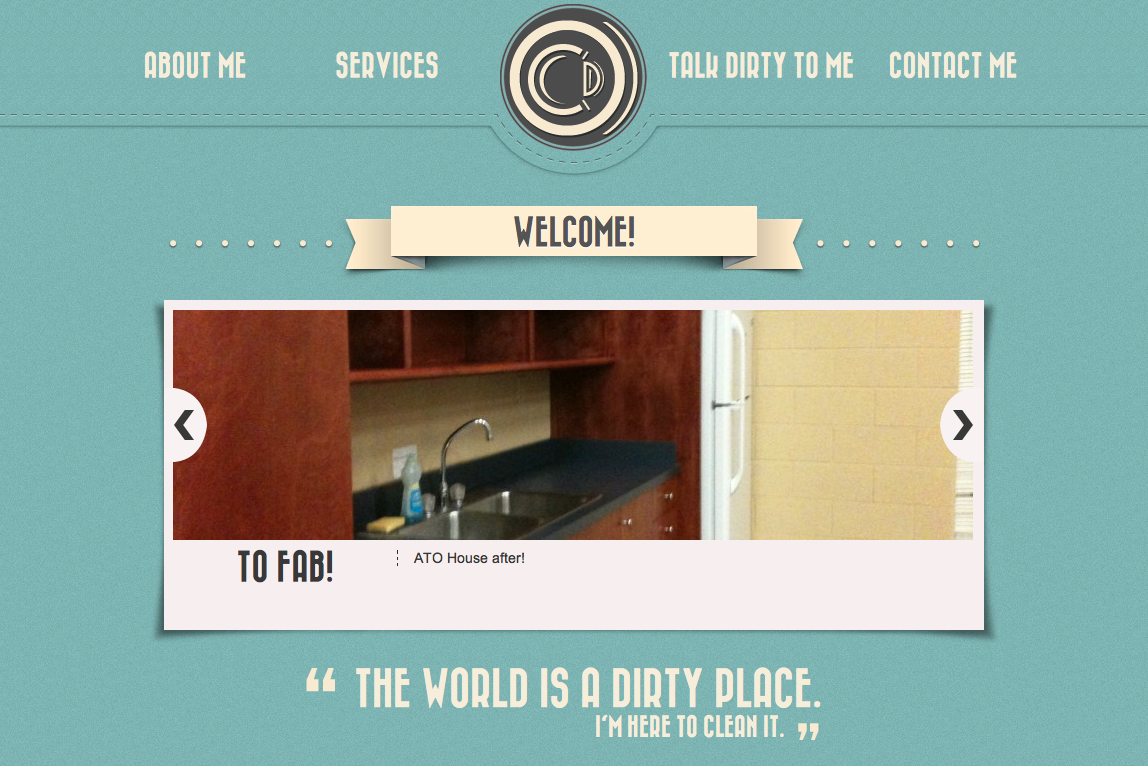 ABOUT ME
SERVICES
TALK DIRTY TO ME
CONTACT ME
WELCOME!
TO FAB!
ATO House after!
“ THE WORLD IS A DIRTY PLACE.
I'M HERE TO CLEAN IT. ”